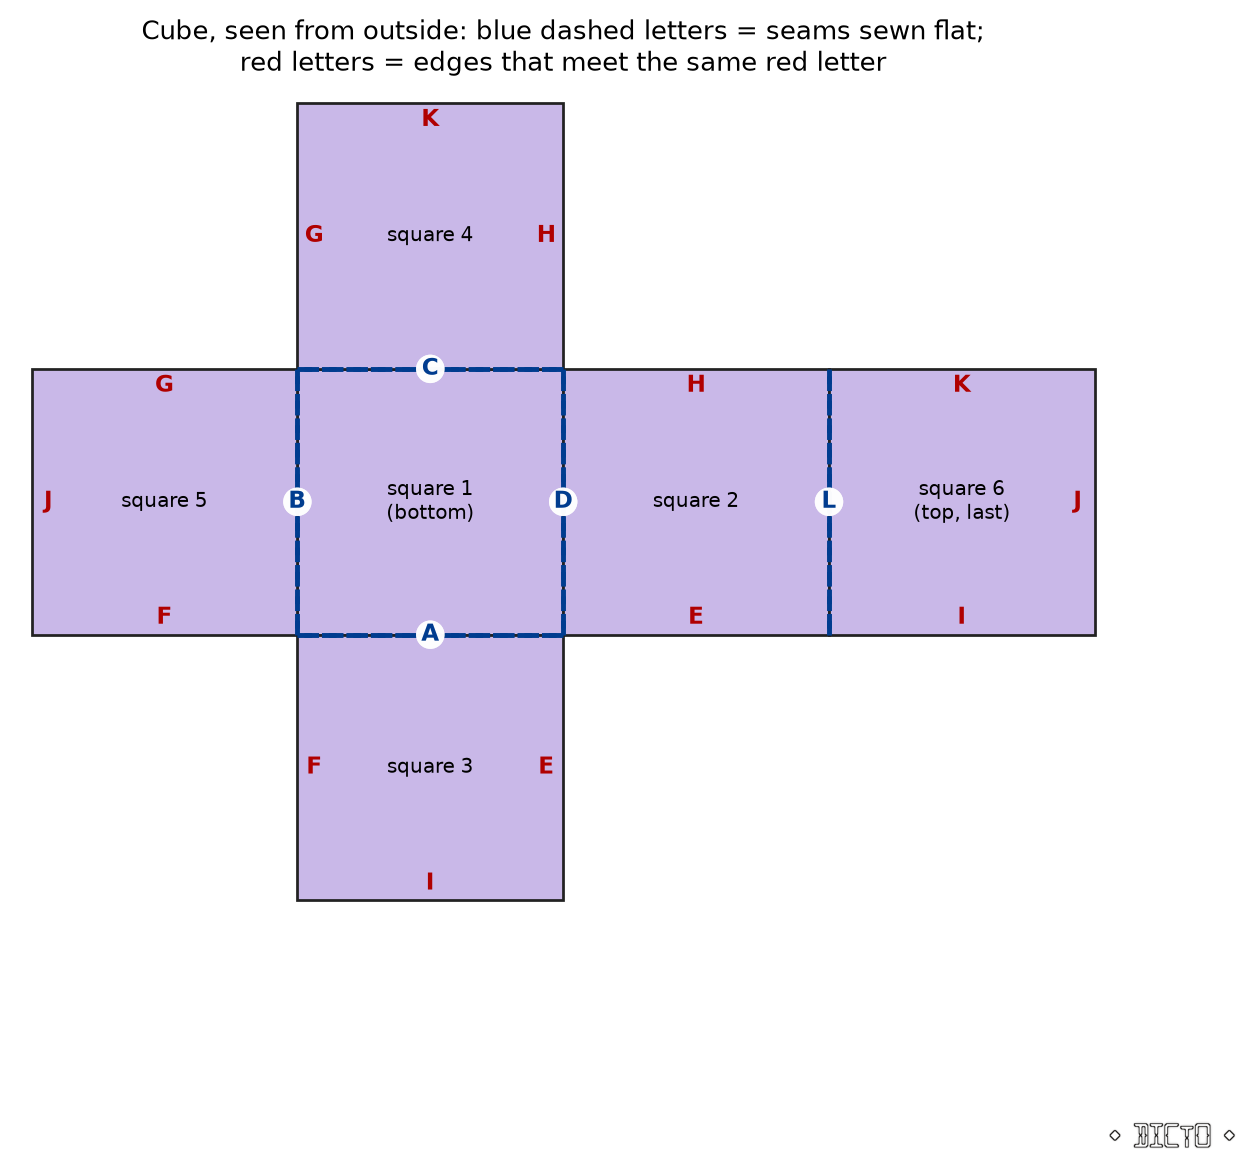 Cube, seen from outside: blue dashed letters = seams sewn flat;
red letters = edges that meet the same red letter
K
G square 4 H
C
G H K
J square 5 B square 1
(bottom) D square 2 L square 6
(top, last) J
F E I
A
F square 3 E
I
DICTO